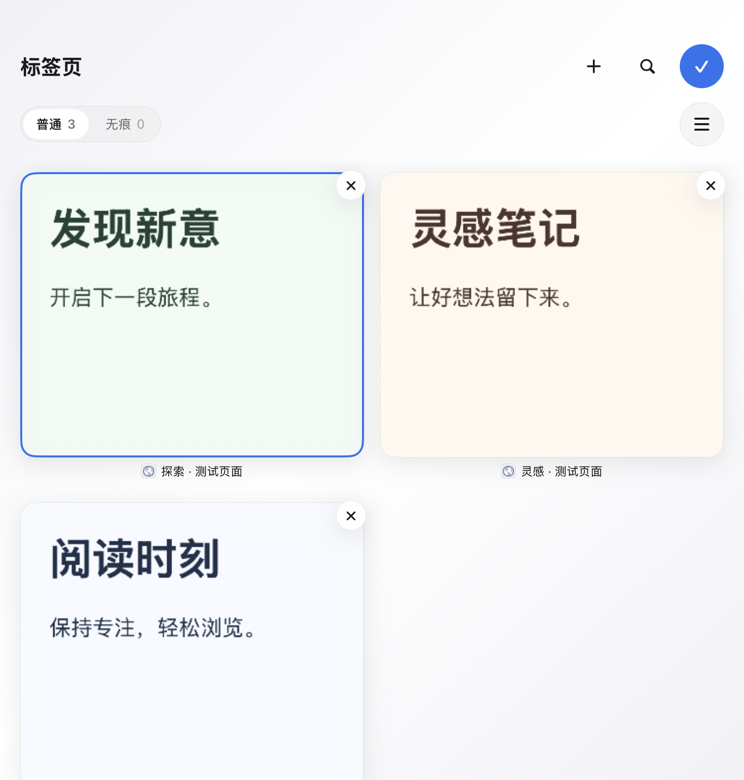 标签页
普通 3 无痕 0
发现新意
开启下一段旅程。
探索 · 测试页面
灵感笔记
让好想法留下来。
灵感 · 测试页面
阅读时刻
保持专注，轻松浏览。